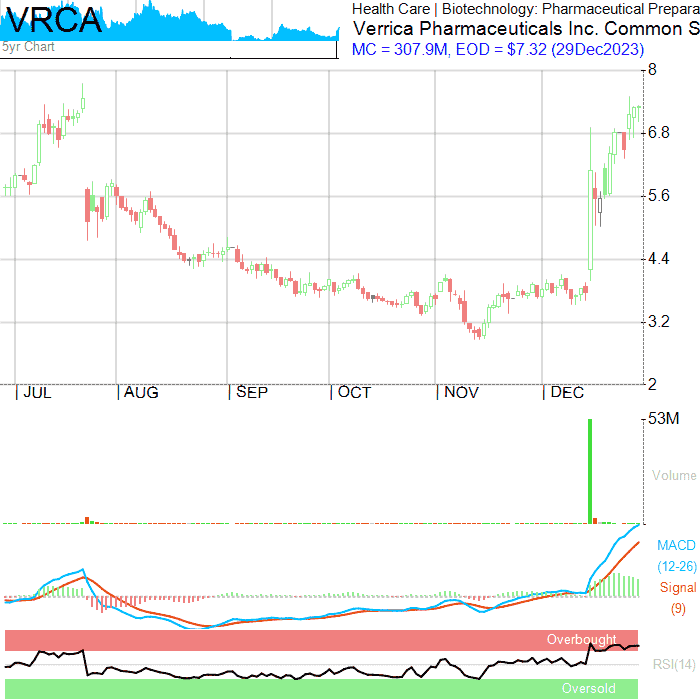 VRCA
5yr Chart
Health Care | Biotechnology: Pharmaceutical Prepara
Verrica Pharmaceuticals Inc. Common S
MC = 307.9M, EOD = $7.32 (29Dec2023)
8
6.8
5.6
4.4
3.2
2
JUL AUG SEP OCT NOV DEC
53M
Volume
MACD
(12-26)
Signal
(9)
Overbought
RSI(14)
Oversold